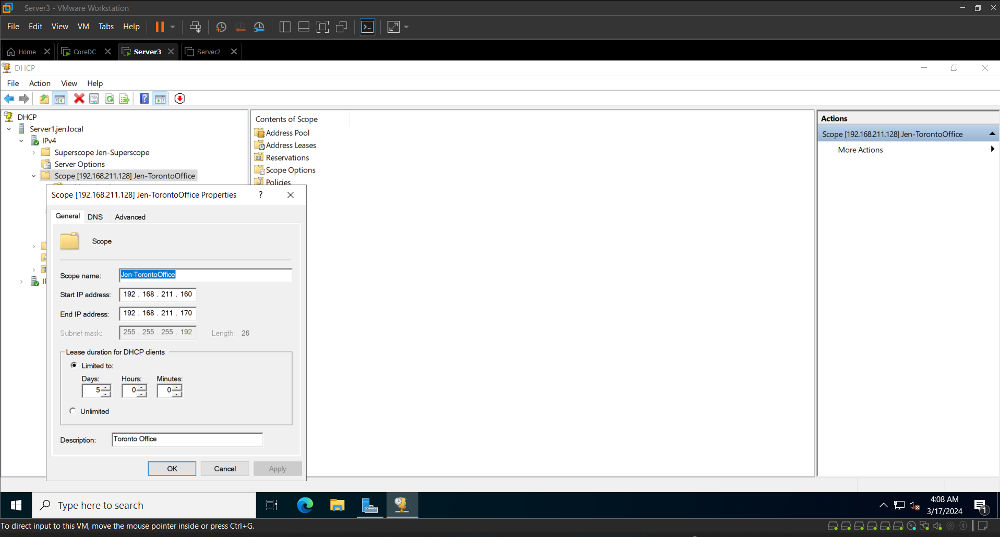 Server3 - VMware Workstation
File Edit View VM Tabs Help
Home CoreDC Server3 Server2
DHCP
File Action View Help
DHCP
Server1.jen.local
IPv4
Superscope Jen-Superscope
Server Options
Scope [192.168.211.128] Jen-TorontoOffice
Contents of Scope
Address Pool
Address Leases
Reservations
Scope Options
Policies
Actions
Scope [192.168.211.128] Jen-TorontoOffice
More Actions
Scope [192.168.211.128] Jen-TorontoOffice Properties ?
General DNS Advanced
Scope
Scope name: Jen-TorontoOffice
Start IP address: 192 . 168 . 211 . 160
End IP address: 192 . 168 . 211 . 170
Subnet mask: 255 . 255 . 255 . 192 Length: 26
Lease duration for DHCP clients
Limited to:
Days: Hours: Minutes:
5 0 0
Unlimited
Description: Toronto Office
OK Cancel Apply
Type here to search
4:08 AM
3/17/2024
1
To direct input to this VM, move the mouse pointer inside or press Ctrl+G.